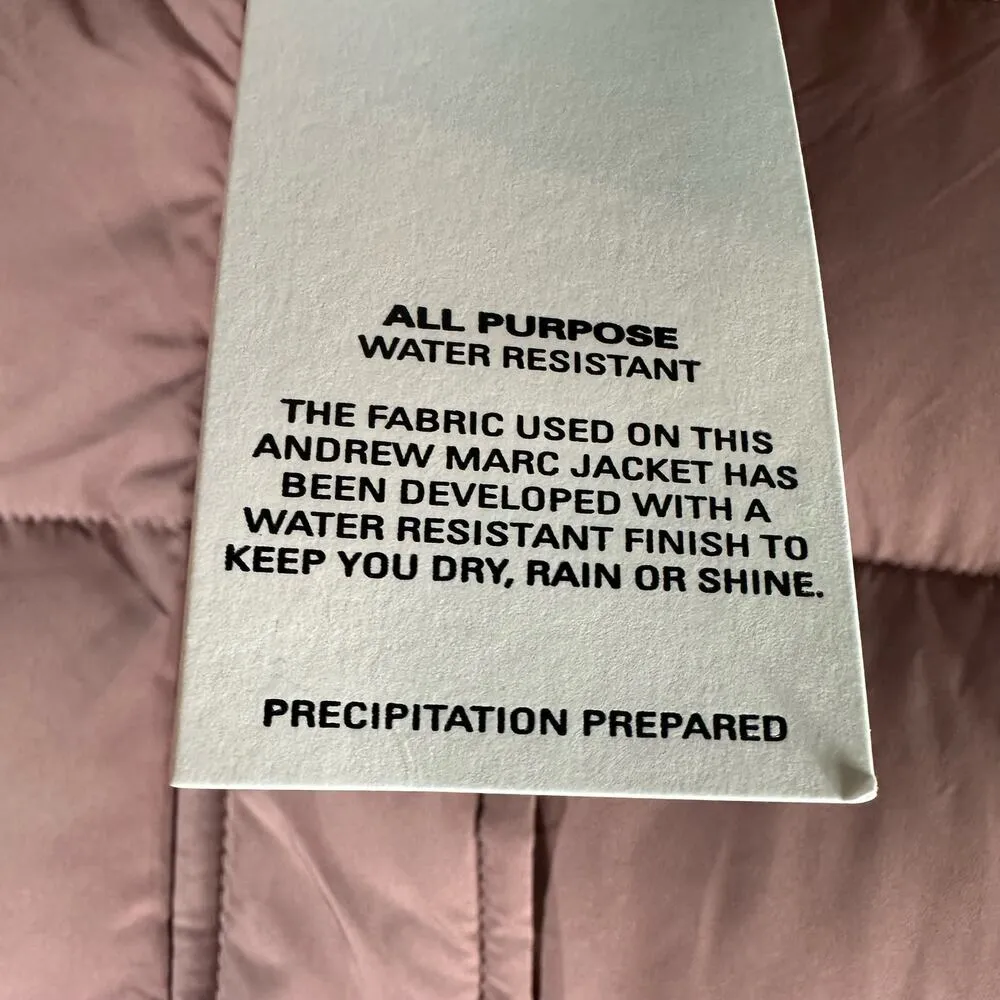 ALL PURPOSE
WATER RESISTANT
THE FABRIC USED ON THIS
ANDREW MARC JACKET HAS
BEEN DEVELOPED WITH A
WATER RESISTANT FINISH TO
KEEP YOU DRY, RAIN OR SHINE.
PRECIPITATION PREPARED